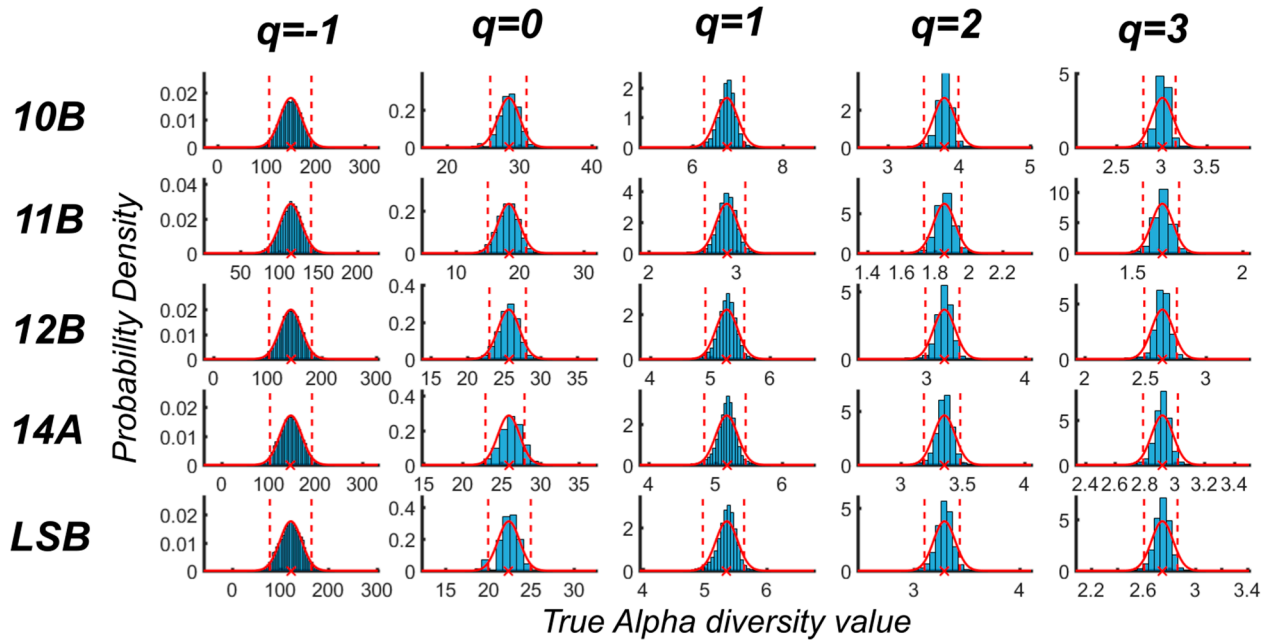 q=-1 q=0 q=1 q=2 q=3
10B
0.02 0.2 2 2 5
0.01 1
0 0 0 0 0
0 100 200 300 20 30 40 6 8 3 4 5 2.5 3 3.5
11B
0.04 0.2 4 5 10
0.02 2 5
0 0 0 0 0
50 100 150 200 10 20 30 2 3 1.4 1.6 1.8 2 2.2 1.5 2
12B
0.02 0.4 2 5 5
0.01 0.2
0 0 0 0 0
0 100 200 300 15 20 25 30 35 4 5 6 3 4 2 2.5 3
14A
0.02 0.4 2 5 5
0.01 0.2
0 0 0 0 0
0 100 200 300 15 20 25 30 35 4 5 6 3 3.5 4 2.4 2.6 2.8 3 3.2 3.4
LSB
0.02 0.4 2 5 5
0.01 0.2
0 0 0 0 0
0 100 200 300 15 20 25 30 4 5 6 3 4 2.2 2.6 3 3.4
Probability Density
True Alpha diversity value